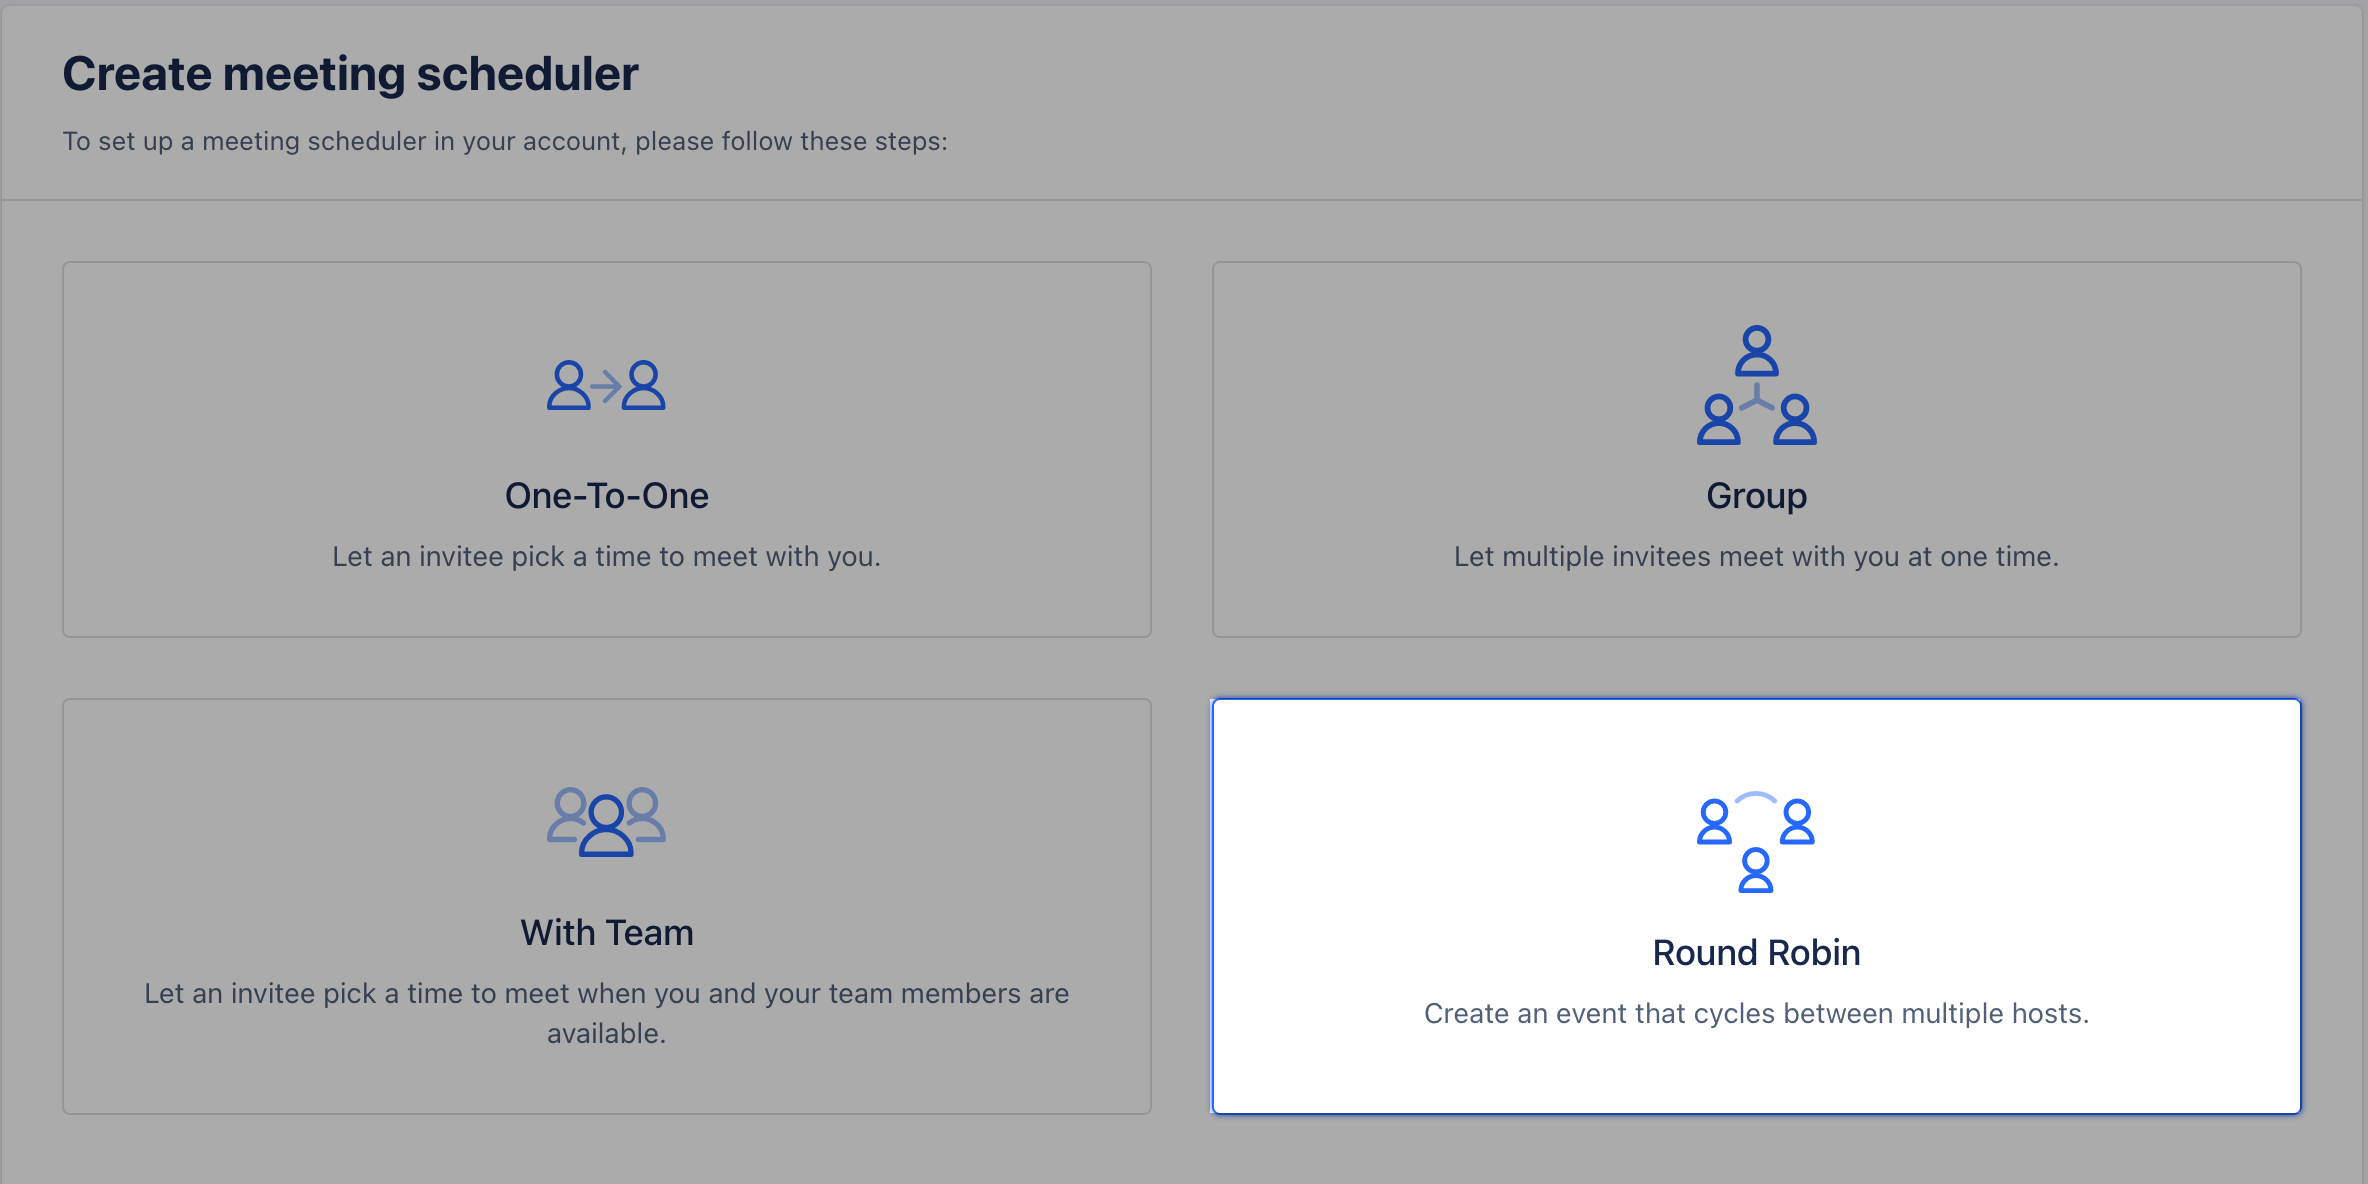 Create meeting scheduler
To set up a meeting scheduler in your account, please follow these steps:
One-To-One
Let an invitee pick a time to meet with you.
Group
Let multiple invitees meet with you at one time.
With Team
Let an invitee pick a time to meet when you and your team members are
available.
Round Robin
Create an event that cycles between multiple hosts.